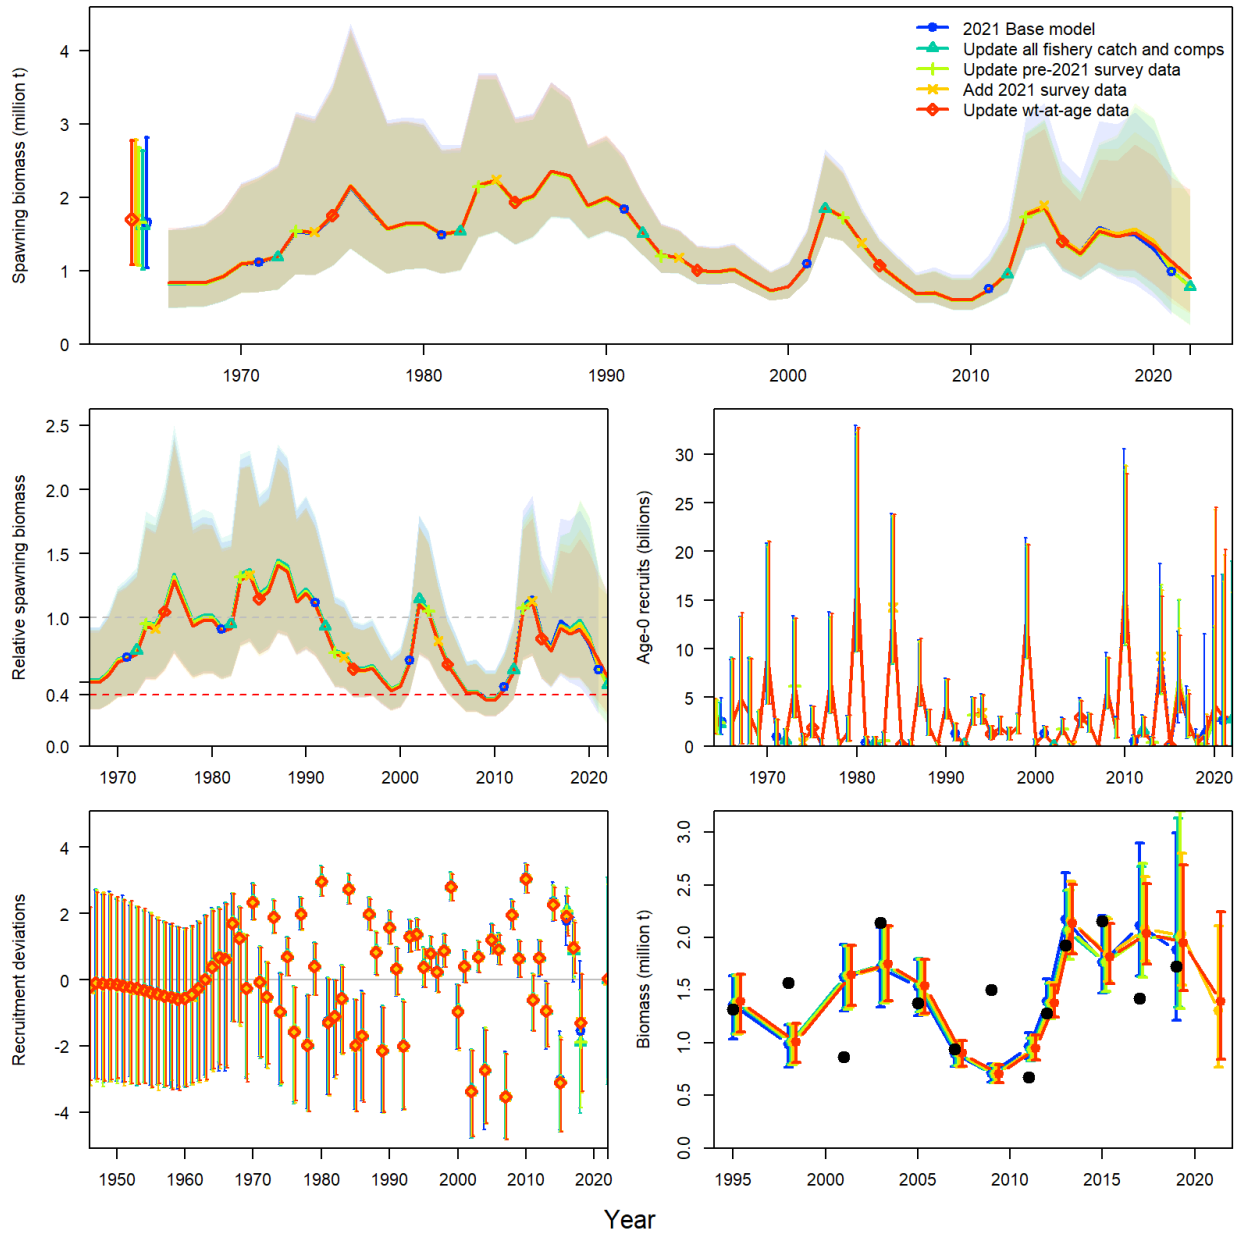 2021 Base model
Update all fishery catch and comps
Update pre-2021 survey data
Add 2021 survey data
Update wt-at-age data
Spawning biomass (million t)
4
3
2
1
0
1970 1980 1990 2000 2010 2020
Relative spawning biomass
2.5
2.0
1.5
1.0
0.4
0.0
1970 1980 1990 2000 2010 2020
Age-0 recruits (billions)
30
25
20
15
10
5
0
1970 1980 1990 2000 2010 2020
Recruitment deviations
4
2
0
-2
-4
1950 1960 1970 1980 1990 2000 2010 2020
Biomass (million t)
3.0
2.5
2.0
1.5
1.0
0.5
0.0
1995 2000 2005 2010 2015 2020
Year